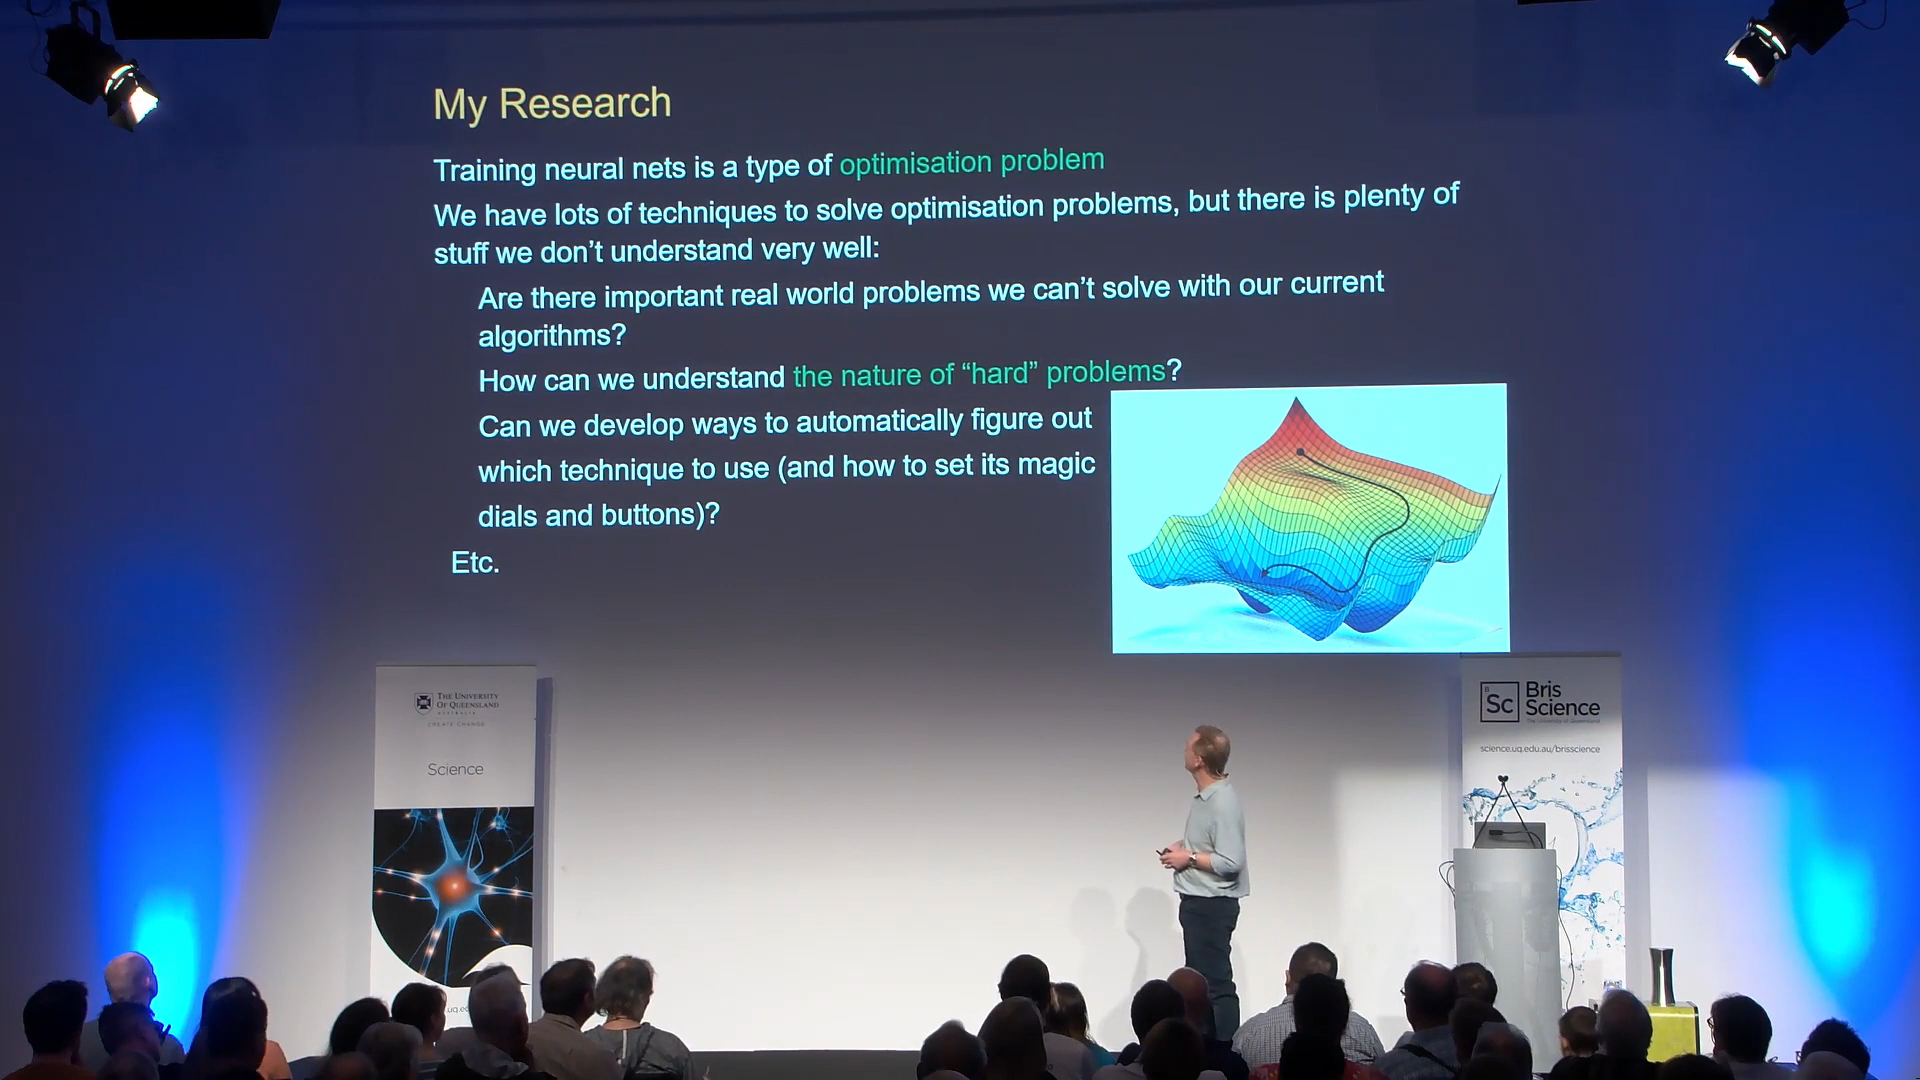 My Research
Training neural nets is a type of optimisation problem
We have lots of techniques to solve optimisation problems, but there is plenty of
stuff we don't understand very well:
Are there important real world problems we can't solve with our current
algorithms?
How can we understand the nature of “hard” problems?
Can we develop ways to automatically figure out
which technique to use (and how to set its magic
dials and buttons)?
Etc.
THE UNIVERSITY
OF QUEENSLAND
AUSTRALIA
CREATE CHANGE
Science
Sc
Bris
Science
The University of Queensland
science.uq.edu.au/brisscience